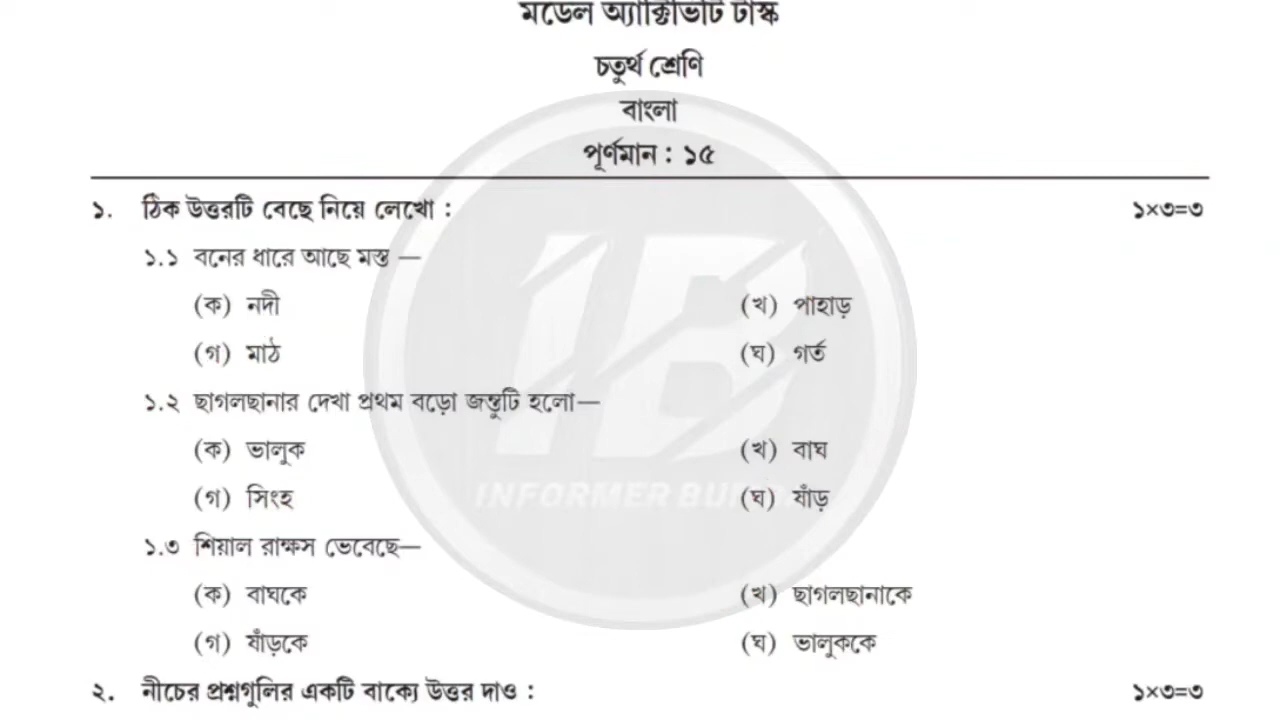 মডেল অ্যাক্টিভিটি টাস্ক
চতুর্থ শ্রেণি
বাংলা
পূর্ণমান : ১৫
১. ঠিক উত্তরটি বেছে নিয়ে লেখো : ১×৩=৩
১.১ বনের ধারে আছে মস্ত —
(ক) নদী (খ) পাহাড়
(গ) মাঠ (ঘ) গর্ত
১.২ ছাগলছানার দেখা প্রথম বড়ো জন্তুটি হলো—
(ক) ভালুক (খ) বাঘ
(গ) সিংহ (ঘ) ষাঁড়
INFORMER
১.৩ শিয়াল রাক্ষস ভেবেছে—
(ক) বাঘকে (খ) ছাগলছানাকে
(গ) ষাঁড়কে (ঘ) ভালুককে
২. নীচের প্রশ্নগুলির একটি বাক্যে উত্তর দাও : ১×৩=৩